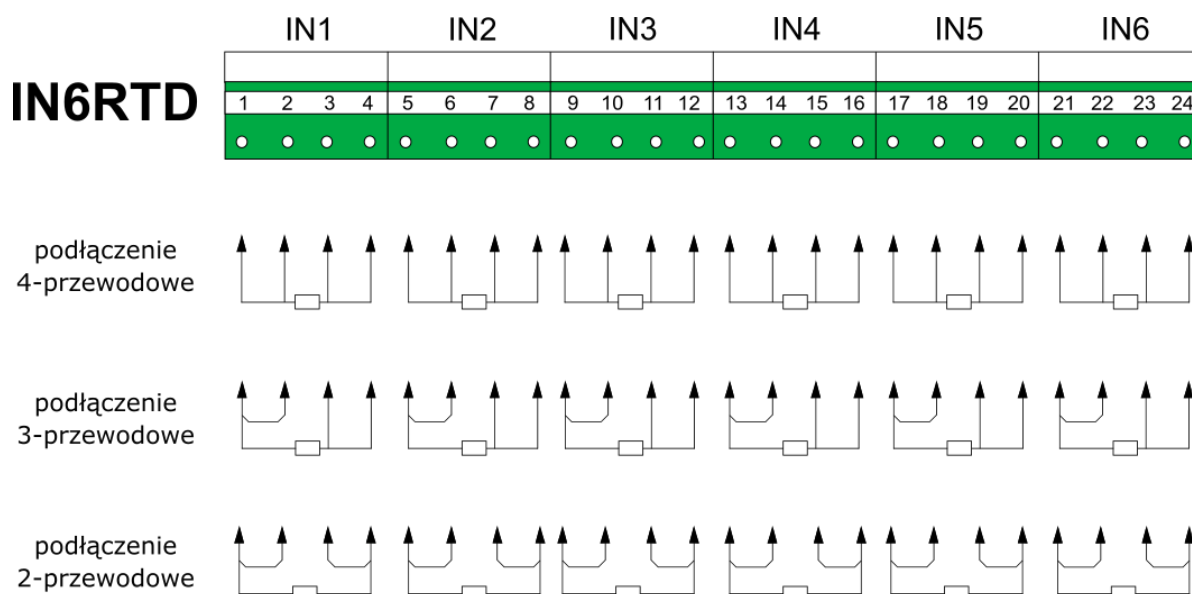 IN1 IN2 IN3 IN4 IN5 IN6
IN6RTD
1 2 3 4 5 6 7 8 9 10 11 12 13 14 15 16 17 18 19 20 21 22 23 24
podłączenie
4-przewodowe
podłączenie
3-przewodowe
podłączenie
2-przewodowe